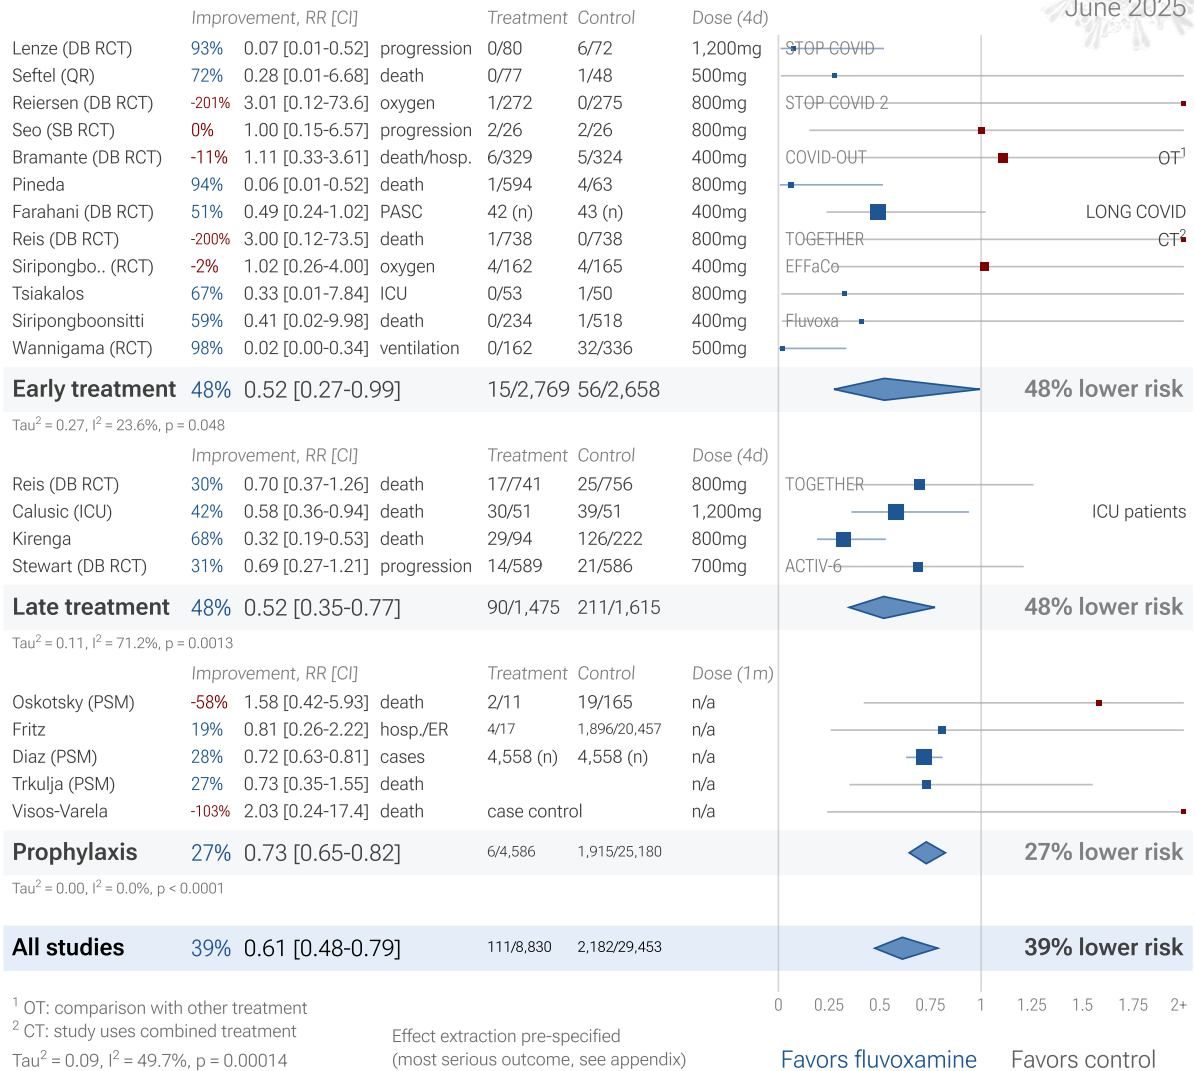 June 2025
Improvement, RR [CI] Treatment Control Dose (4d)
Lenze (DB RCT) 93% 0.07 [0.01-0.52] progression 0/80 6/72 1,200mg STOP COVID
Seftel (QR) 72% 0.28 [0.01-6.68] death 0/77 1/48 500mg
Reiersen (DB RCT) -201% 3.01 [0.12-73.6] oxygen 1/272 0/275 800mg STOP COVID 2
Seo (SB RCT) 0% 1.00 [0.15-6.57] progression 2/26 2/26 800mg
Bramante (DB RCT) -11% 1.11 [0.33-3.61] death/hosp. 6/329 5/324 400mg COVID-OUT OT¹
Pineda 94% 0.06 [0.01-0.52] death 1/594 4/63 800mg
Farahani (DB RCT) 51% 0.49 [0.24-1.02] PASC 42 (n) 43 (n) 400mg LONG COVID
Reis (DB RCT) -200% 3.00 [0.12-73.5] death 1/738 0/738 800mg TOGETHER CT²
Siripongbo.. (RCT) -2% 1.02 [0.26-4.00] oxygen 4/162 4/165 400mg EFFaCo
Tsiakalos 67% 0.33 [0.01-7.84] ICU 0/53 1/50 800mg
Siripongboonsitti 59% 0.41 [0.02-9.98] death 0/234 1/518 400mg Fluvoxa
Wannigama (RCT) 98% 0.02 [0.00-0.34] ventilation 0/162 32/336 500mg
Early treatment 48% 0.52 [0.27-0.99] 15/2,769 56/2,658 48% lower risk
Tau² = 0.27, I² = 23.6%, p = 0.048
Improvement, RR [CI] Treatment Control Dose (4d)
Reis (DB RCT) 30% 0.70 [0.37-1.26] death 17/741 25/756 800mg TOGETHER
Calusic (ICU) 42% 0.58 [0.36-0.94] death 30/51 39/51 1,200mg ICU patients
Kirenga 68% 0.32 [0.19-0.53] death 29/94 126/222 800mg
Stewart (DB RCT) 31% 0.69 [0.27-1.21] progression 14/589 21/586 700mg ACTIV-6
Late treatment 48% 0.52 [0.35-0.77] 90/1,475 211/1,615 48% lower risk
Tau² = 0.11, I² = 71.2%, p = 0.0013
Improvement, RR [CI] Treatment Control Dose (1m)
Oskotsky (PSM) -58% 1.58 [0.42-5.93] death 2/11 19/165 n/a
Fritz 19% 0.81 [0.26-2.22] hosp./ER 4/17 1,896/20,457 n/a
Diaz (PSM) 28% 0.72 [0.63-0.81] cases 4,558 (n) 4,558 (n) n/a
Trkulja (PSM) 27% 0.73 [0.35-1.55] death n/a
Visos-Varela -103% 2.03 [0.24-17.4] death case control n/a
Prophylaxis 27% 0.73 [0.65-0.82] 6/4,586 1,915/25,180 27% lower risk
Tau² = 0.00, I² = 0.0%, p < 0.0001
All studies 39% 0.61 [0.48-0.79] 111/8,830 2,182/29,453 39% lower risk
0 0.25 0.5 0.75 1 1.25 1.5 1.75 2+
¹ OT: comparison with other treatment
² CT: study uses combined treatment
Tau² = 0.09, I² = 49.7%, p = 0.00014
Effect extraction pre-specified
(most serious outcome, see appendix)
Favors fluvoxamine Favors control